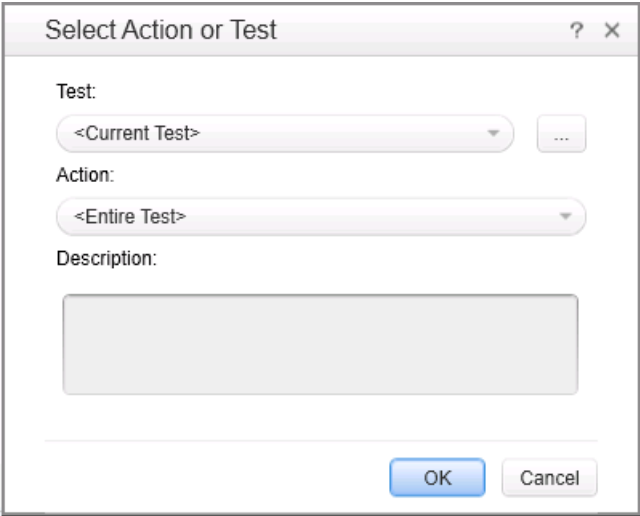 Select Action or Test ? ×
Test:
<Current Test> ...
Action:
<Entire Test>
Description:
OK Cancel